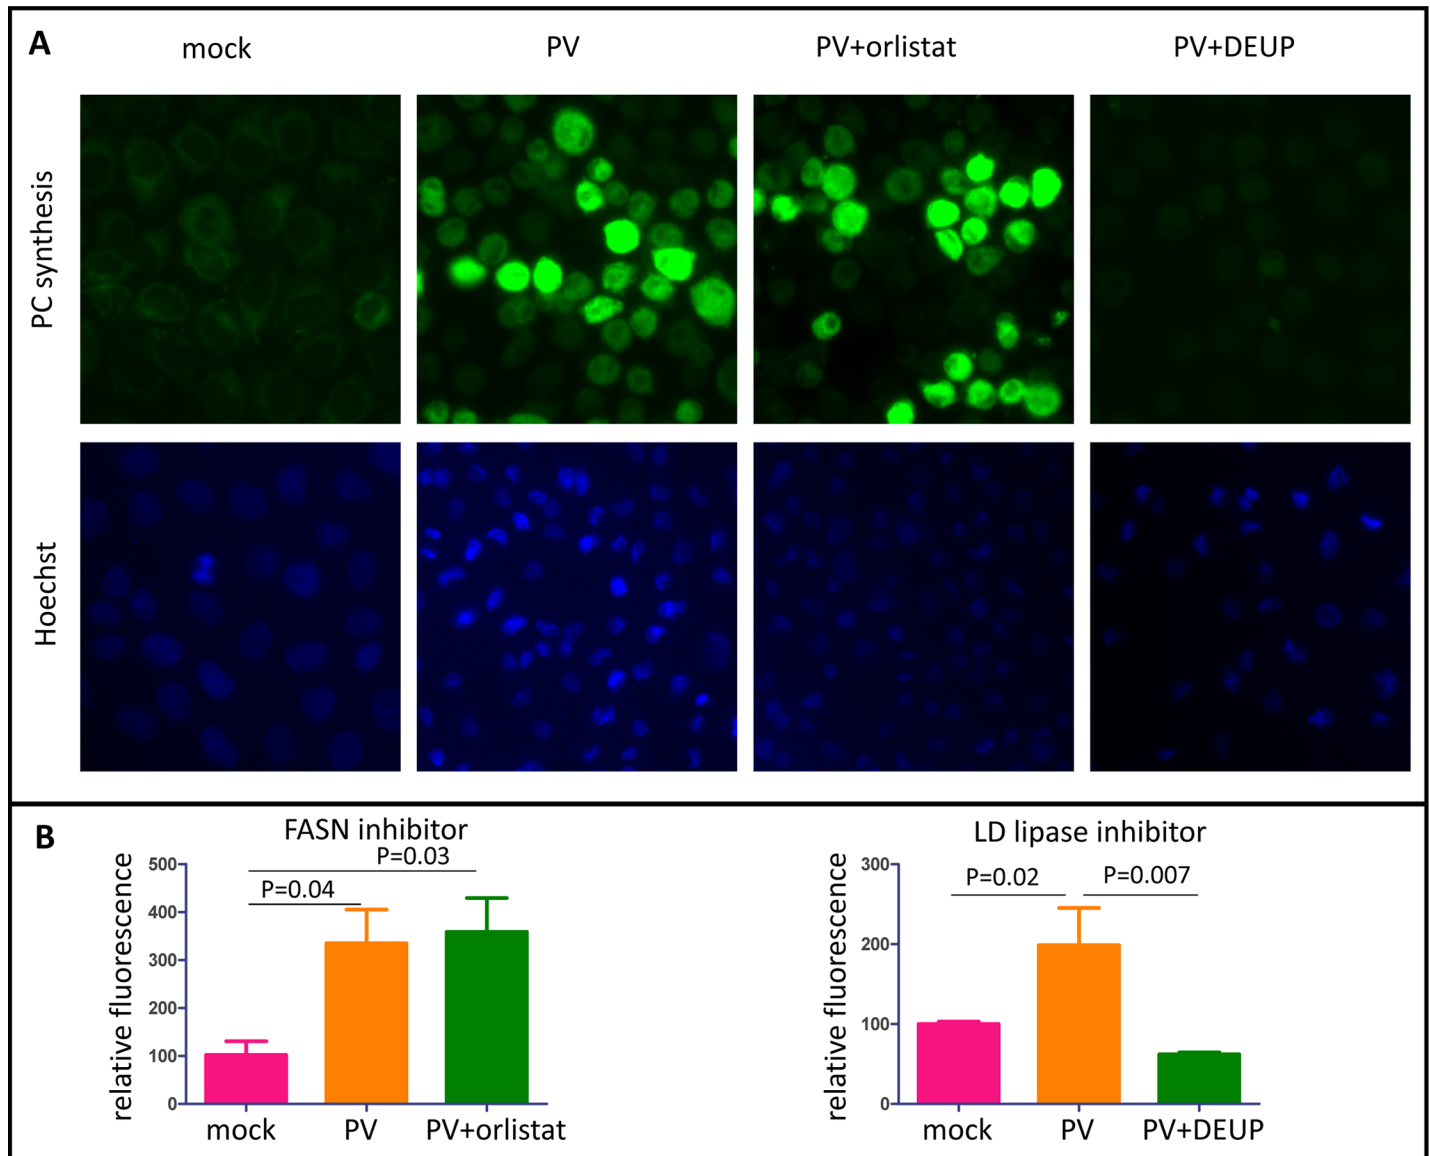 A
mock PV PV+orlistat PV+DEUP
PC synthesis
Hoechst
B
FASN inhibitor
relative fluorescence
500
400
300
200
100
0
P=0.03
P=0.04
mock PV PV+orlistat
LD lipase inhibitor
relative fluorescence
300
200
100
0
P=0.02 P=0.007
mock PV PV+DEUP